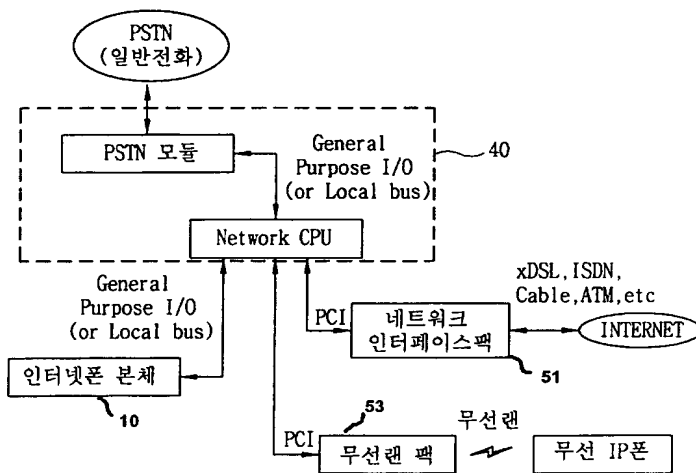 PSTN
(일반전화)
PSTN 모듈
General
Purpose I/O
(or Local bus)
40
Network CPU
General
Purpose I/O
(or Local bus)
xDSL,ISDN,
Cable,ATM,etc
PCI
네트워크
인터페이스팩
INTERNET
51
인터넷폰 본체
10
53
무선랜
PCI
무선랜 팩
무선 IP폰